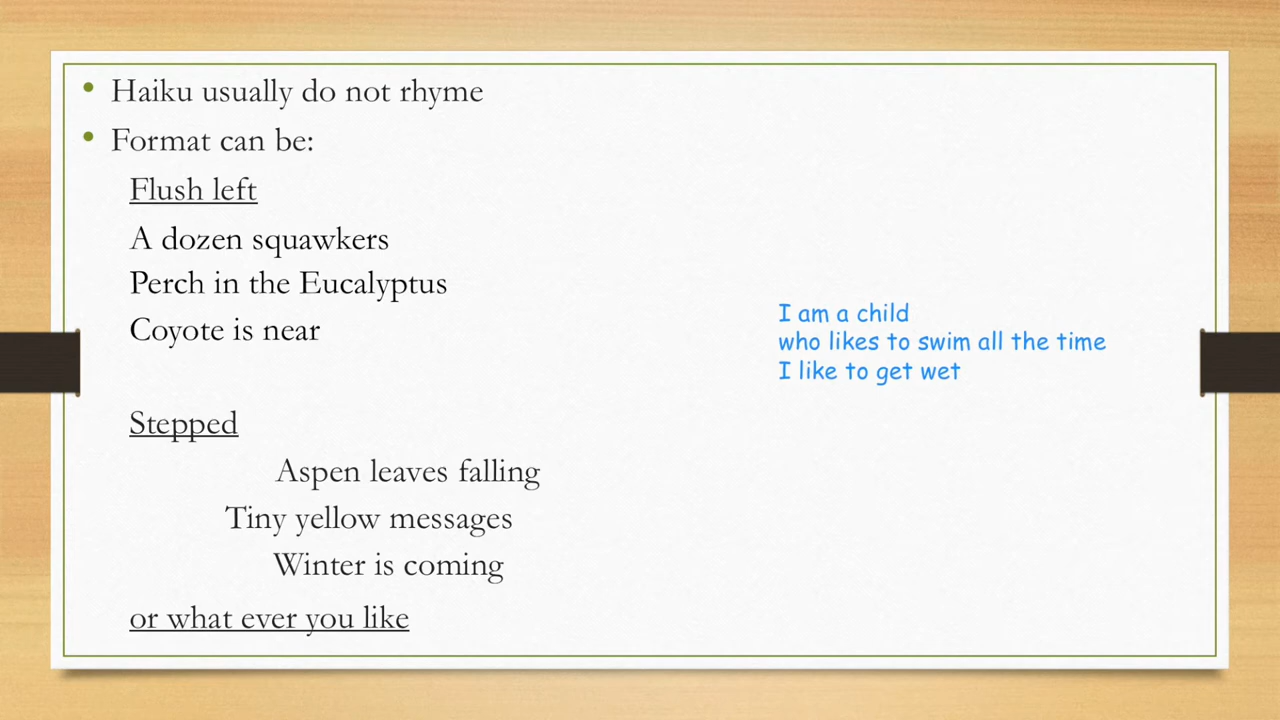 • Haiku usually do not rhyme
• Format can be:
Flush left
A dozen squawkers
Perch in the Eucalyptus
Coyote is near
Stepped
Aspen leaves falling
Tiny yellow messages
Winter is coming
or what ever you like
I am a child
who likes to swim all the time
I like to get wet